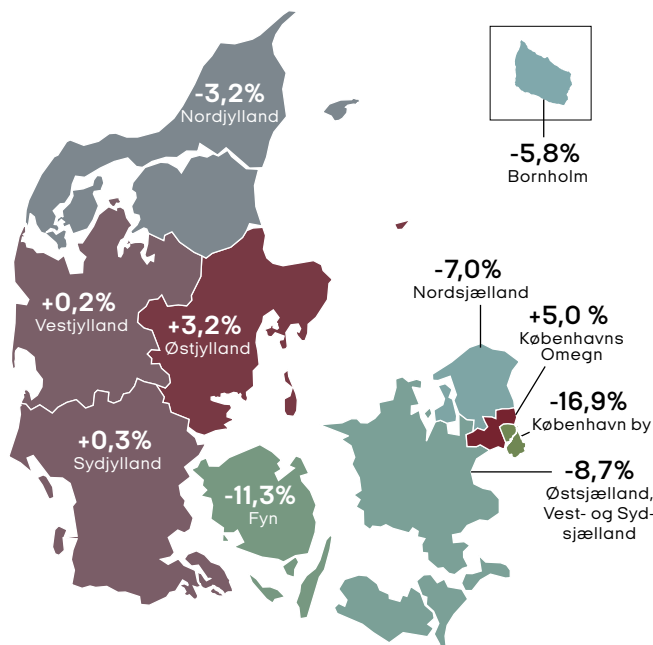 -3,2%
Nordjylland
-5,8%
Bornholm
-7,0%
Nordsjælland
+5,0 %
Københavns
Omegn
+0,2%
Vestjylland
+3,2%
Østjylland
-16,9%
København by
+0,3%
Sydjylland
-8,7%
Østsjælland,
Vest- og Syd-
sjælland
-11,3%
Fyn